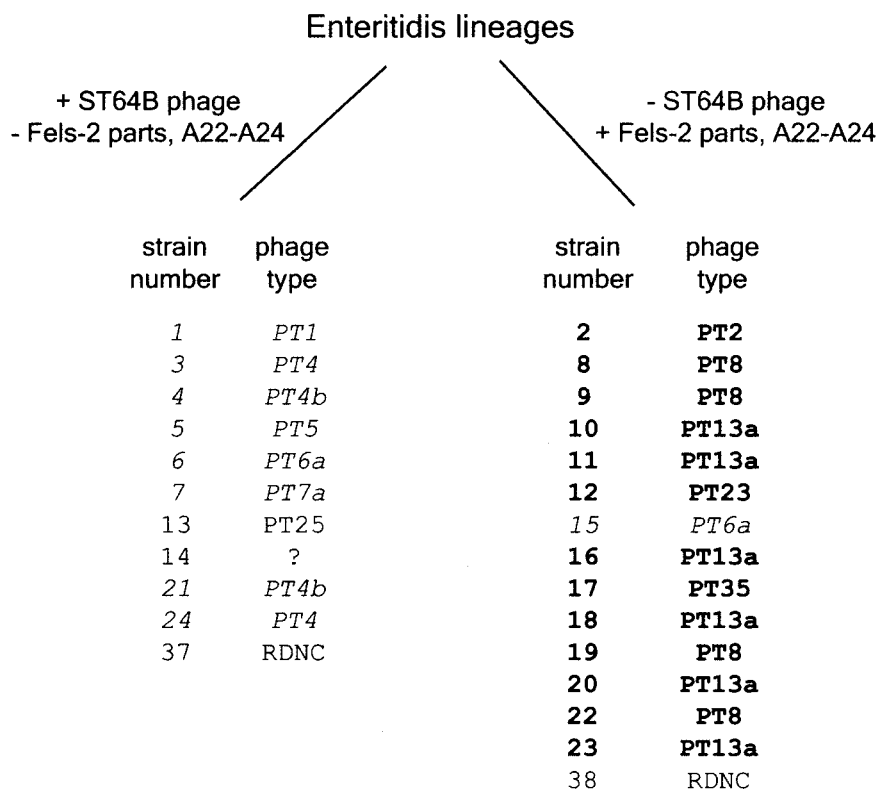 Enteritidis lineages
+ ST64B phage
- Fels-2 parts, A22-A24
- ST64B phage
+ Fels-2 parts, A22-A24
strain phage
number type
1 PT1
3 PT4
4 PT4b
5 PT5
6 PT6a
7 PT7a
13 PT25
14 ?
21 PT4b
24 PT4
37 RDNC
strain phage
number type
2 PT2
8 PT8
9 PT8
10 PT13a
11 PT13a
12 PT23
15 PT6a
16 PT13a
17 PT35
18 PT13a
19 PT8
20 PT13a
22 PT8
23 PT13a
38 RDNC